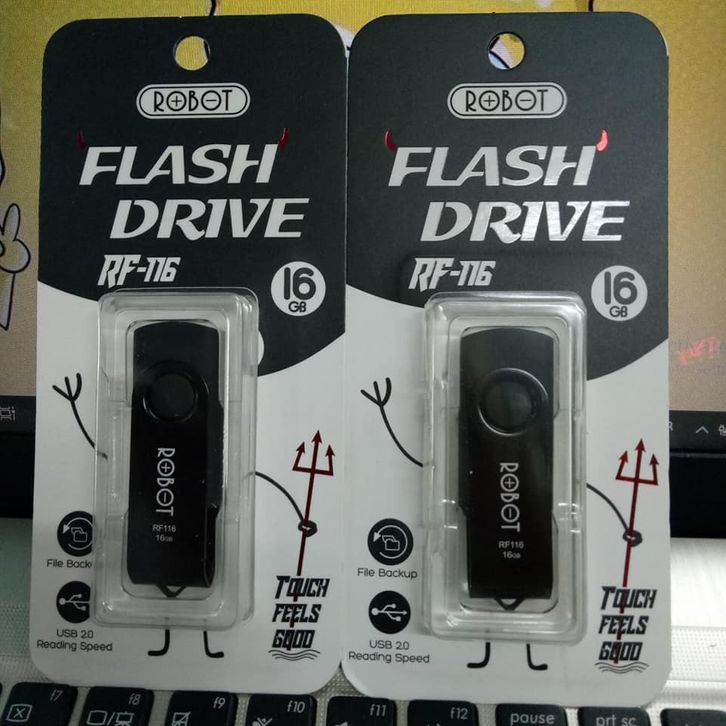 ROBOT
FLASH
DRIVE
RF-116
16
GB
ROBOT
RF116
16GB
File Back
USB 2.0
Reading Speed
TOUCH
FEELS
GOOD
ROBOT
FLASH
DRIVE
RF-116
16
GB
ROBOT
RF116
16GB
File Backup
USB 2.0
Reading Speed
TOUCH
FEELS
GOOD
f7
f8
f9
f10
f11
f12
pause
prt sc